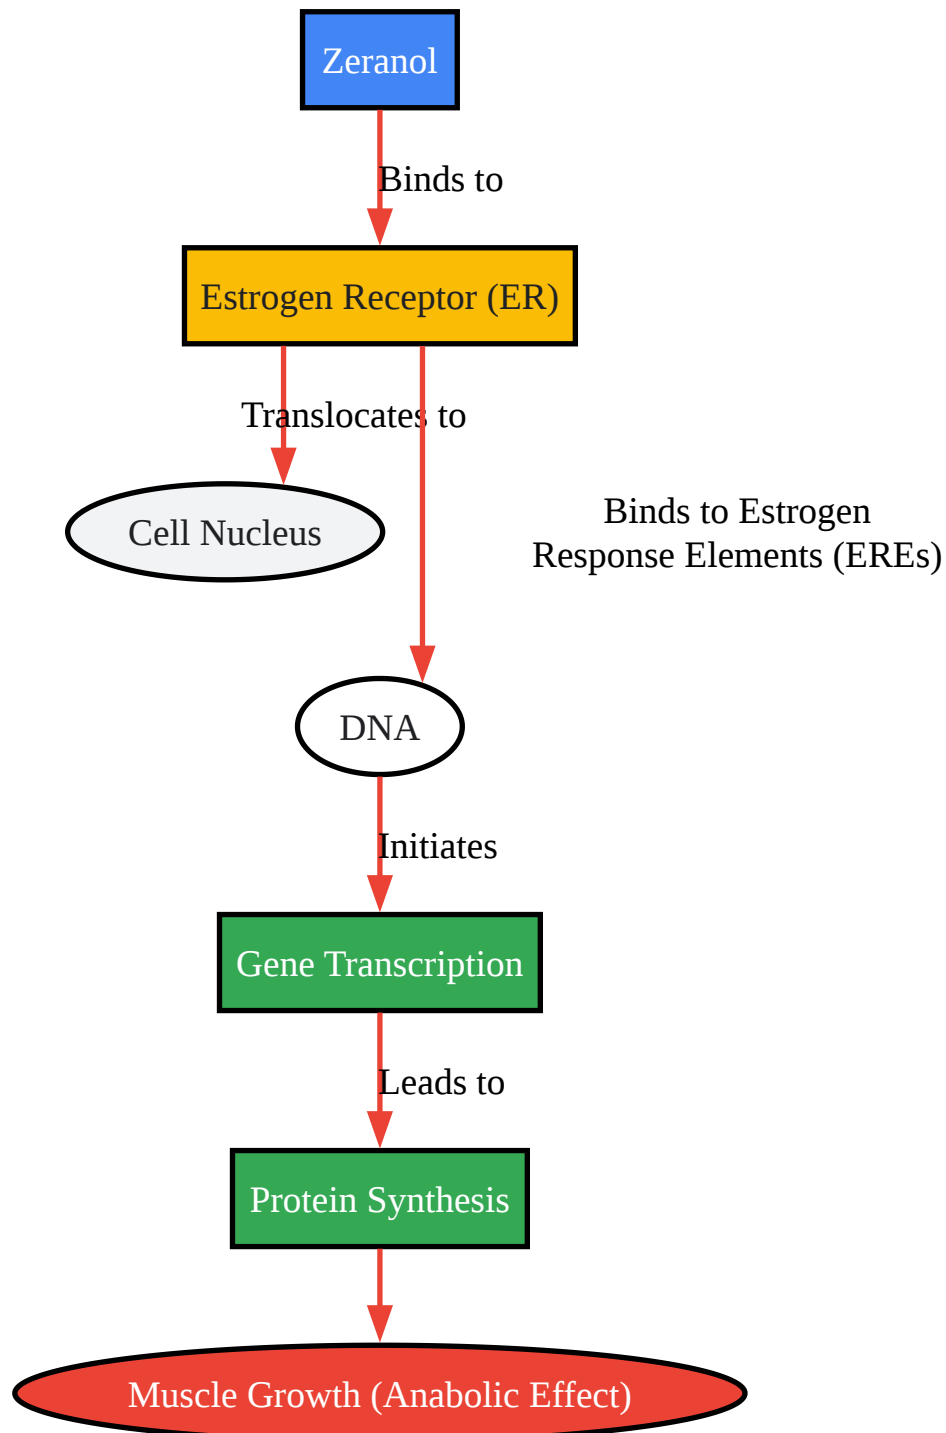 Zeranol
Binds to
Estrogen Receptor (ER)
Translocates to
Binds to Estrogen
Response Elements (EREs)
Cell Nucleus
DNA
Initiates
Gene Transcription
Leads to
Protein Synthesis
Muscle Growth (Anabolic Effect)